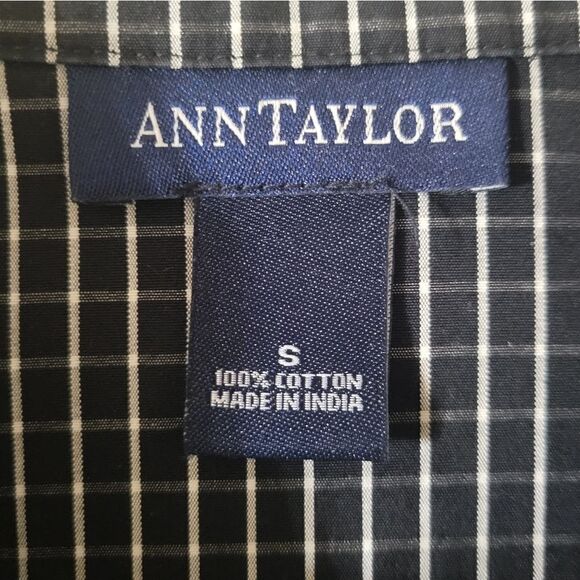 ANN TAYLOR
S
100% COTTON
MADE IN INDIA